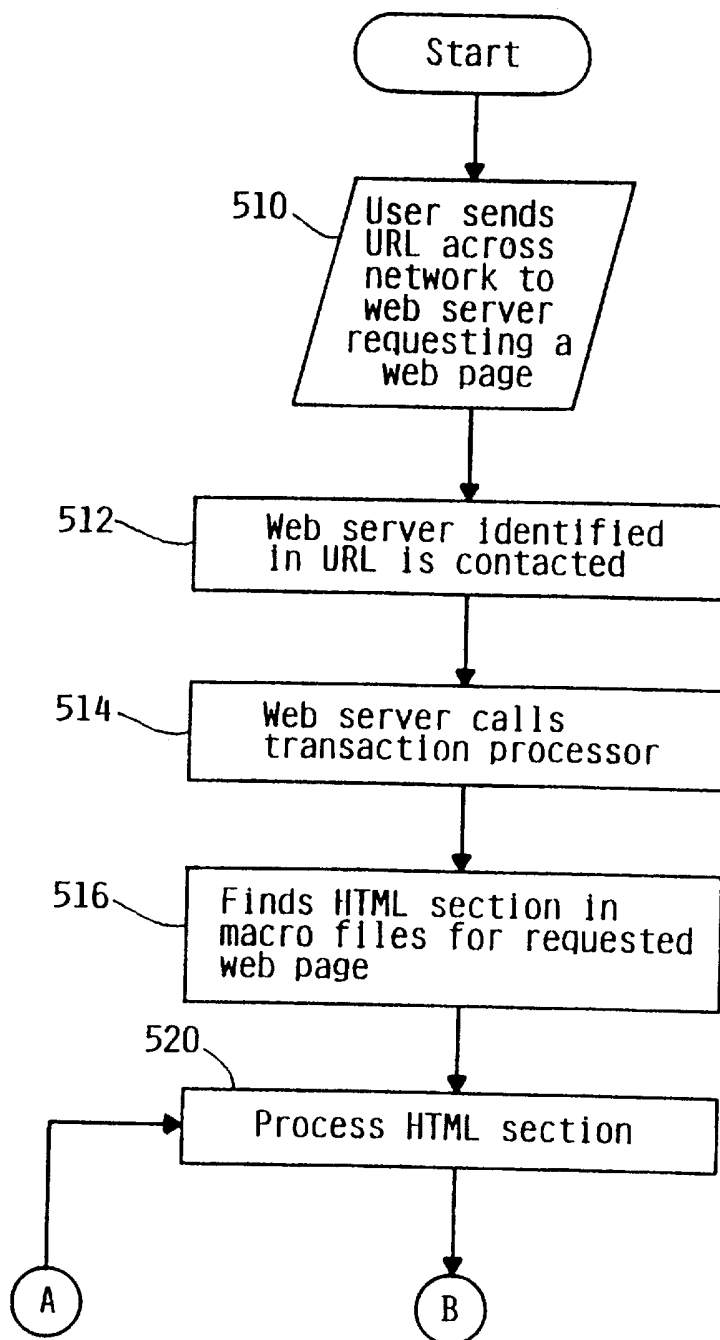 Start
510
User sends
URL across
network to
web server
requesting a
web page
512
Web server identified
in URL is contacted
514
Web server calls
transaction processor
516
Finds HTML section in
macro files for requested
web page
520
Process HTML section
A
B